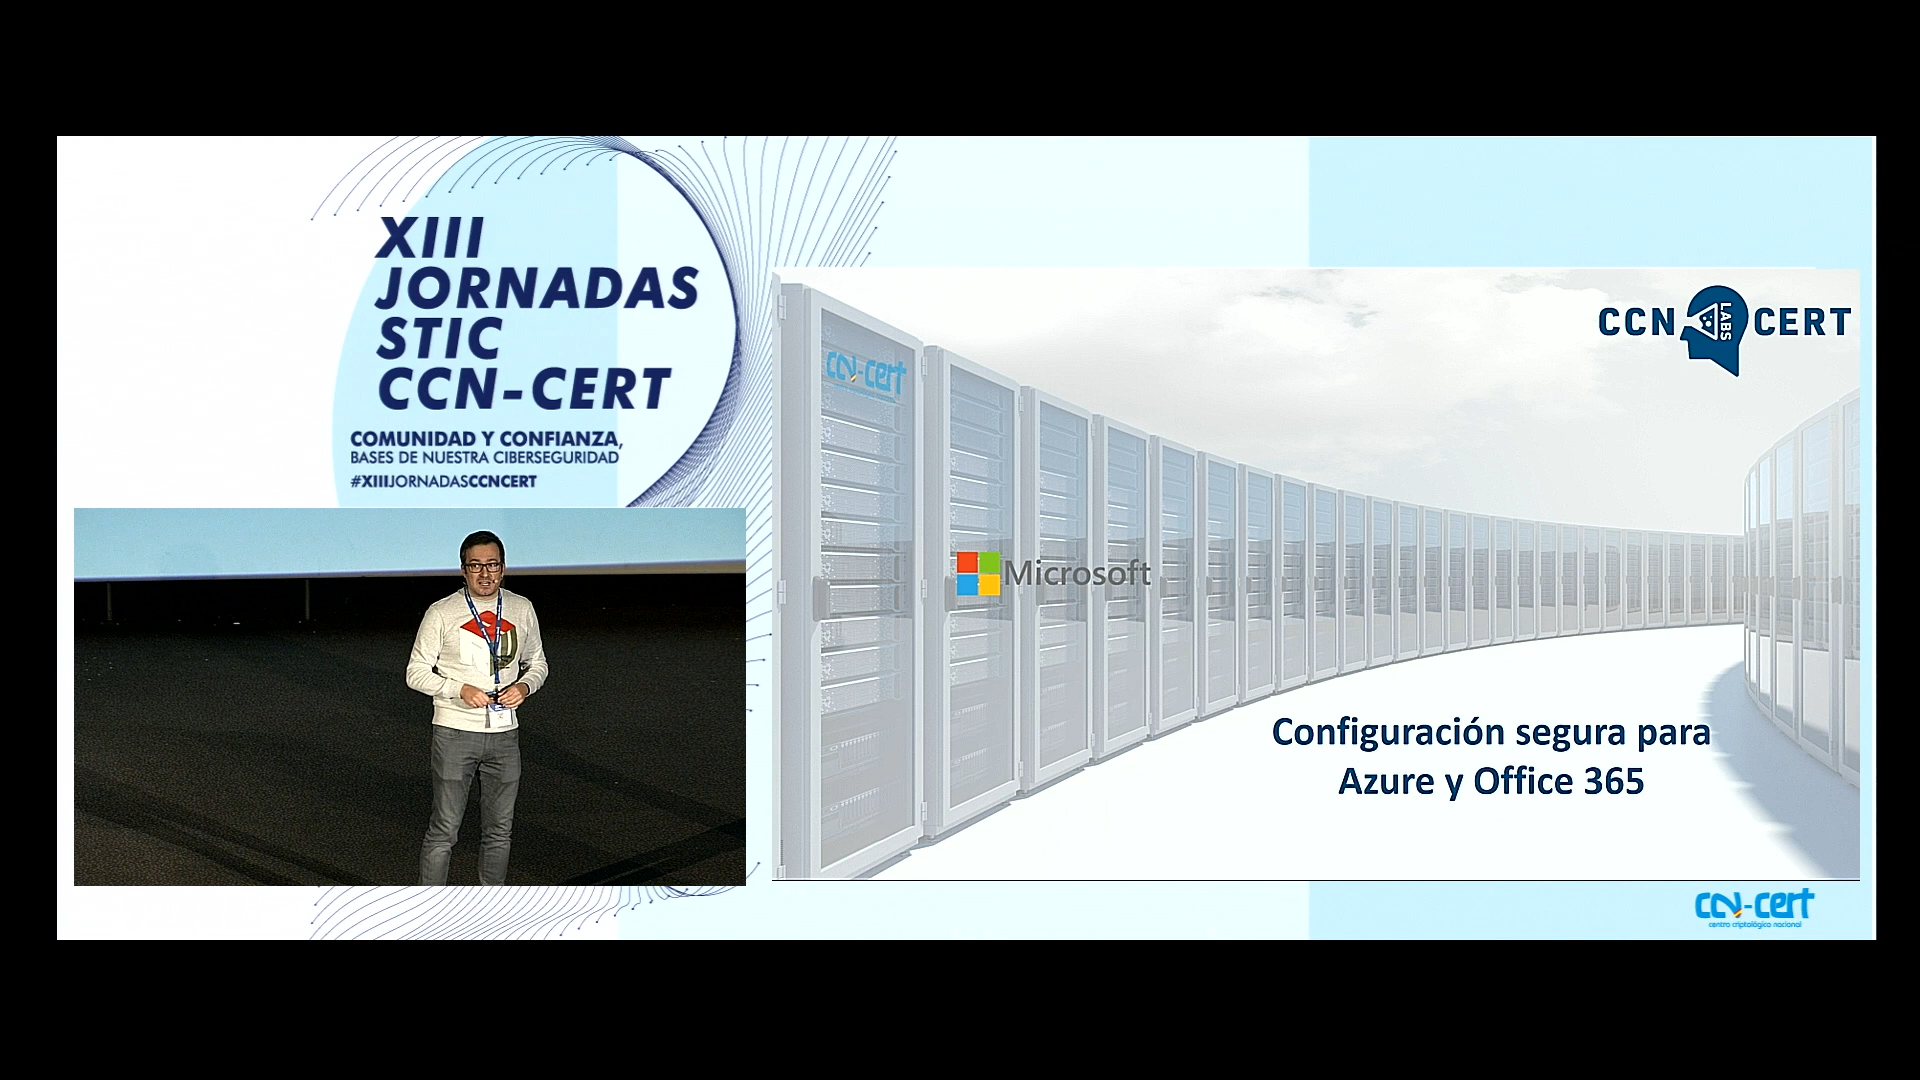 XIII
JORNADAS
STIC
CCN-CERT
COMUNIDAD Y CONFIANZA,
BASES DE NUESTRA CIBERSEGURIDAD
#XIIIJORNADASCCNCERT
CCN LABS CERT
ccn-cert
Microsoft
Configuración segura para
Azure y Office 365
ccn-cert
centro criptológico nacional